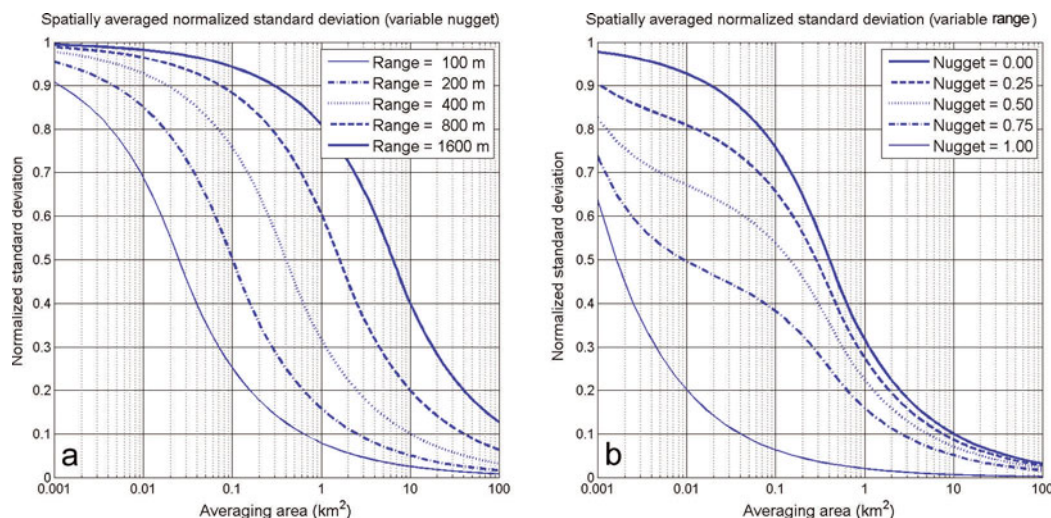 Spatially averaged normalized standard deviation (variable nugget)
1
0.9
0.8
0.7
0.6
0.5
0.4
0.3
0.2
0.1
0
Normalized standard deviation
Range = 100 m
Range = 200 m
Range = 400 m
Range = 800 m
Range = 1600 m
a
0.001 0.01 0.1 1 10 100
Averaging area (km²)
Spatially averaged normalized standard deviation (variable range)
1
0.9
0.8
0.7
0.6
0.5
0.4
0.3
0.2
0.1
0
Normalized standard deviation
Nugget = 0.00
Nugget = 0.25
Nugget = 0.50
Nugget = 0.75
Nugget = 1.00
b
0.001 0.01 0.1 1 10 100
Averaging area (km²)